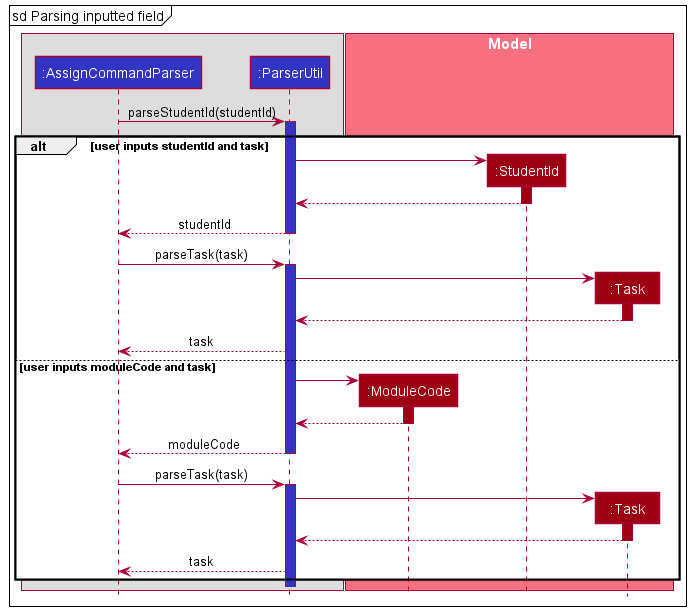 sd Parsing inputted field
Model
:AssignCommandParser
:ParserUtil
parseStudentId(studentId)
alt
[user inputs studentId and task]
:StudentId
studentId
parseTask(task)
:Task
task
[user inputs moduleCode and task]
:ModuleCode
moduleCode
parseTask(task)
:Task
task